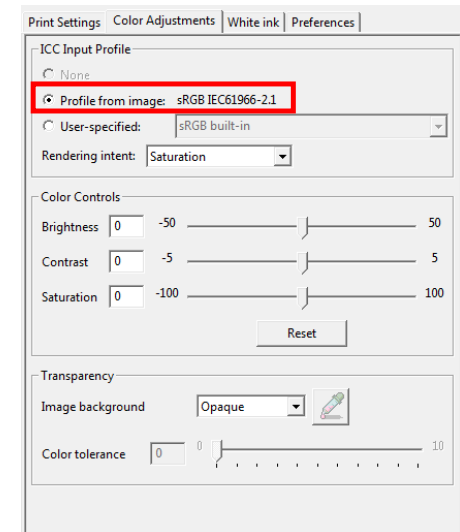 Print Settings Color Adjustments White ink Preferences
ICC Input Profile
None
Profile from image: sRGB IEC61966-2.1
User-specified: sRGB built-in
Rendering intent: Saturation
Color Controls
Brightness 0 -50 50
Contrast 0 -5 5
Saturation 0 -100 100
Reset
Transparency
Image background Opaque
Color tolerance 0 0 10